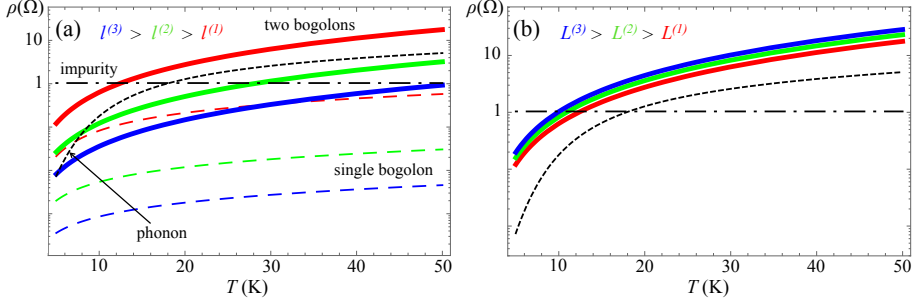 ρ(Ω)
(a) l⁽³⁾ > l⁽²⁾ > l⁽¹⁾
two bogolons
10
impurity
1
single bogolon
phonon
10 20 30 40 50
T (K)
ρ(Ω)
(b) L⁽³⁾ > L⁽²⁾ > L⁽¹⁾
10
1
10 20 30 40 50
T (K)